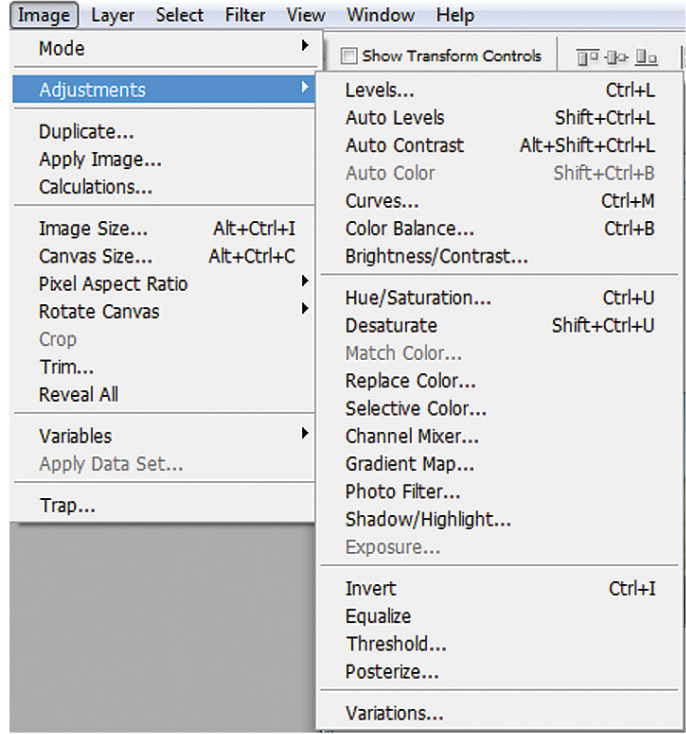 Image Layer Select Filter View Window Help
Show Transform Controls
Mode
Adjustments
Duplicate...
Apply Image...
Calculations...
Image Size... Alt+Ctrl+I
Canvas Size... Alt+Ctrl+C
Pixel Aspect Ratio
Rotate Canvas
Crop
Trim...
Reveal All
Variables
Apply Data Set...
Trap...
Levels... Ctrl+L
Auto Levels Shift+Ctrl+L
Auto Contrast Alt+Shift+Ctrl+L
Auto Color Shift+Ctrl+B
Curves... Ctrl+M
Color Balance... Ctrl+B
Brightness/Contrast...
Hue/Saturation... Ctrl+U
Desaturate Shift+Ctrl+U
Match Color...
Replace Color...
Selective Color...
Channel Mixer...
Gradient Map...
Photo Filter...
Shadow/Highlight...
Exposure...
Invert Ctrl+I
Equalize
Threshold...
Posterize...
Variations...